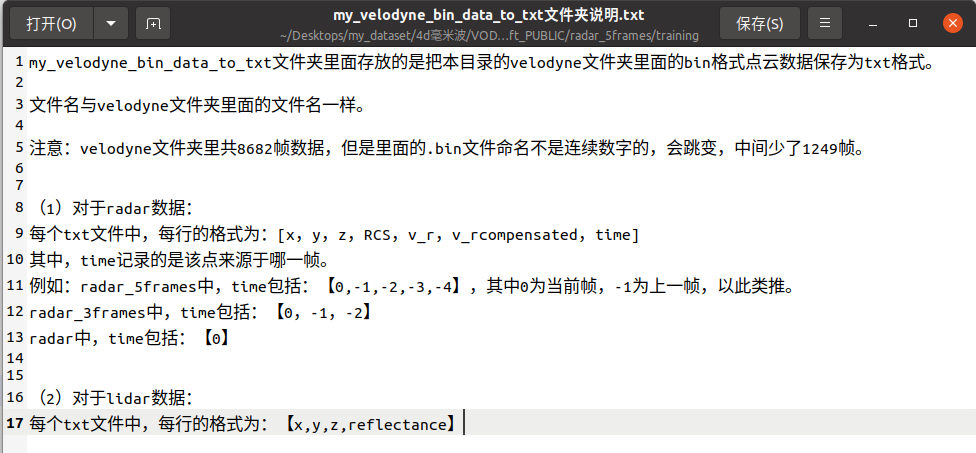 打开(O)
my_velodyne_bin_data_to_txt文件夹说明.txt
~/Desktops/my_dataset/4d毫米波/VOD...ft_PUBLIC/radar_5frames/training
保存(S)
1 my_velodyne_bin_data_to_txt文件夹里面存放的是把本目录的velodyne文件夹里面的bin格式点云数据保存为txt格式。
2
3 文件名与velodyne文件夹里面的文件名一样。
4
5 注意：velodyne文件夹里共8682帧数据，但是里面的.bin文件命名不是连续数字的，会跳变，中间少了1249帧。
6
7
8 （1）对于radar数据：
9 每个txt文件中，每行的格式为：[x，y，z，RCS，v_r，v_rcompensated，time]
10 其中，time记录的是该点来源于哪一帧。
11 例如：radar_5frames中，time包括：【0,-1,-2,-3,-4】，其中0为当前帧，-1为上一帧，以此类推。
12 radar_3frames中，time包括：【0，-1，-2】
13 radar中，time包括：【0】
14
15
16 （2）对于lidar数据：
17 每个txt文件中，每行的格式为：【x,y,z,reflectance】